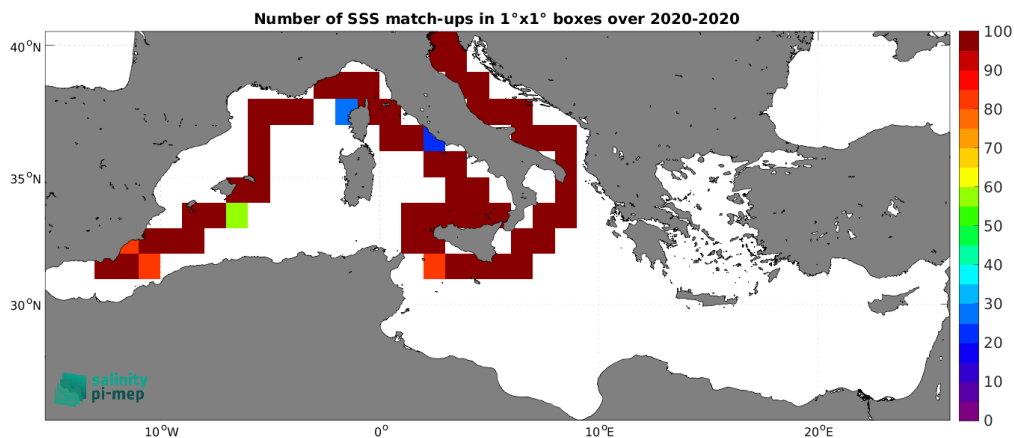 Number of SSS match-ups in 1°x1° boxes over 2020-2020
40°N
35°N
30°N
10°W
0°
10°E
20°E
100
90
80
70
60
50
40
30
20
10
0
salinity
pi-mep